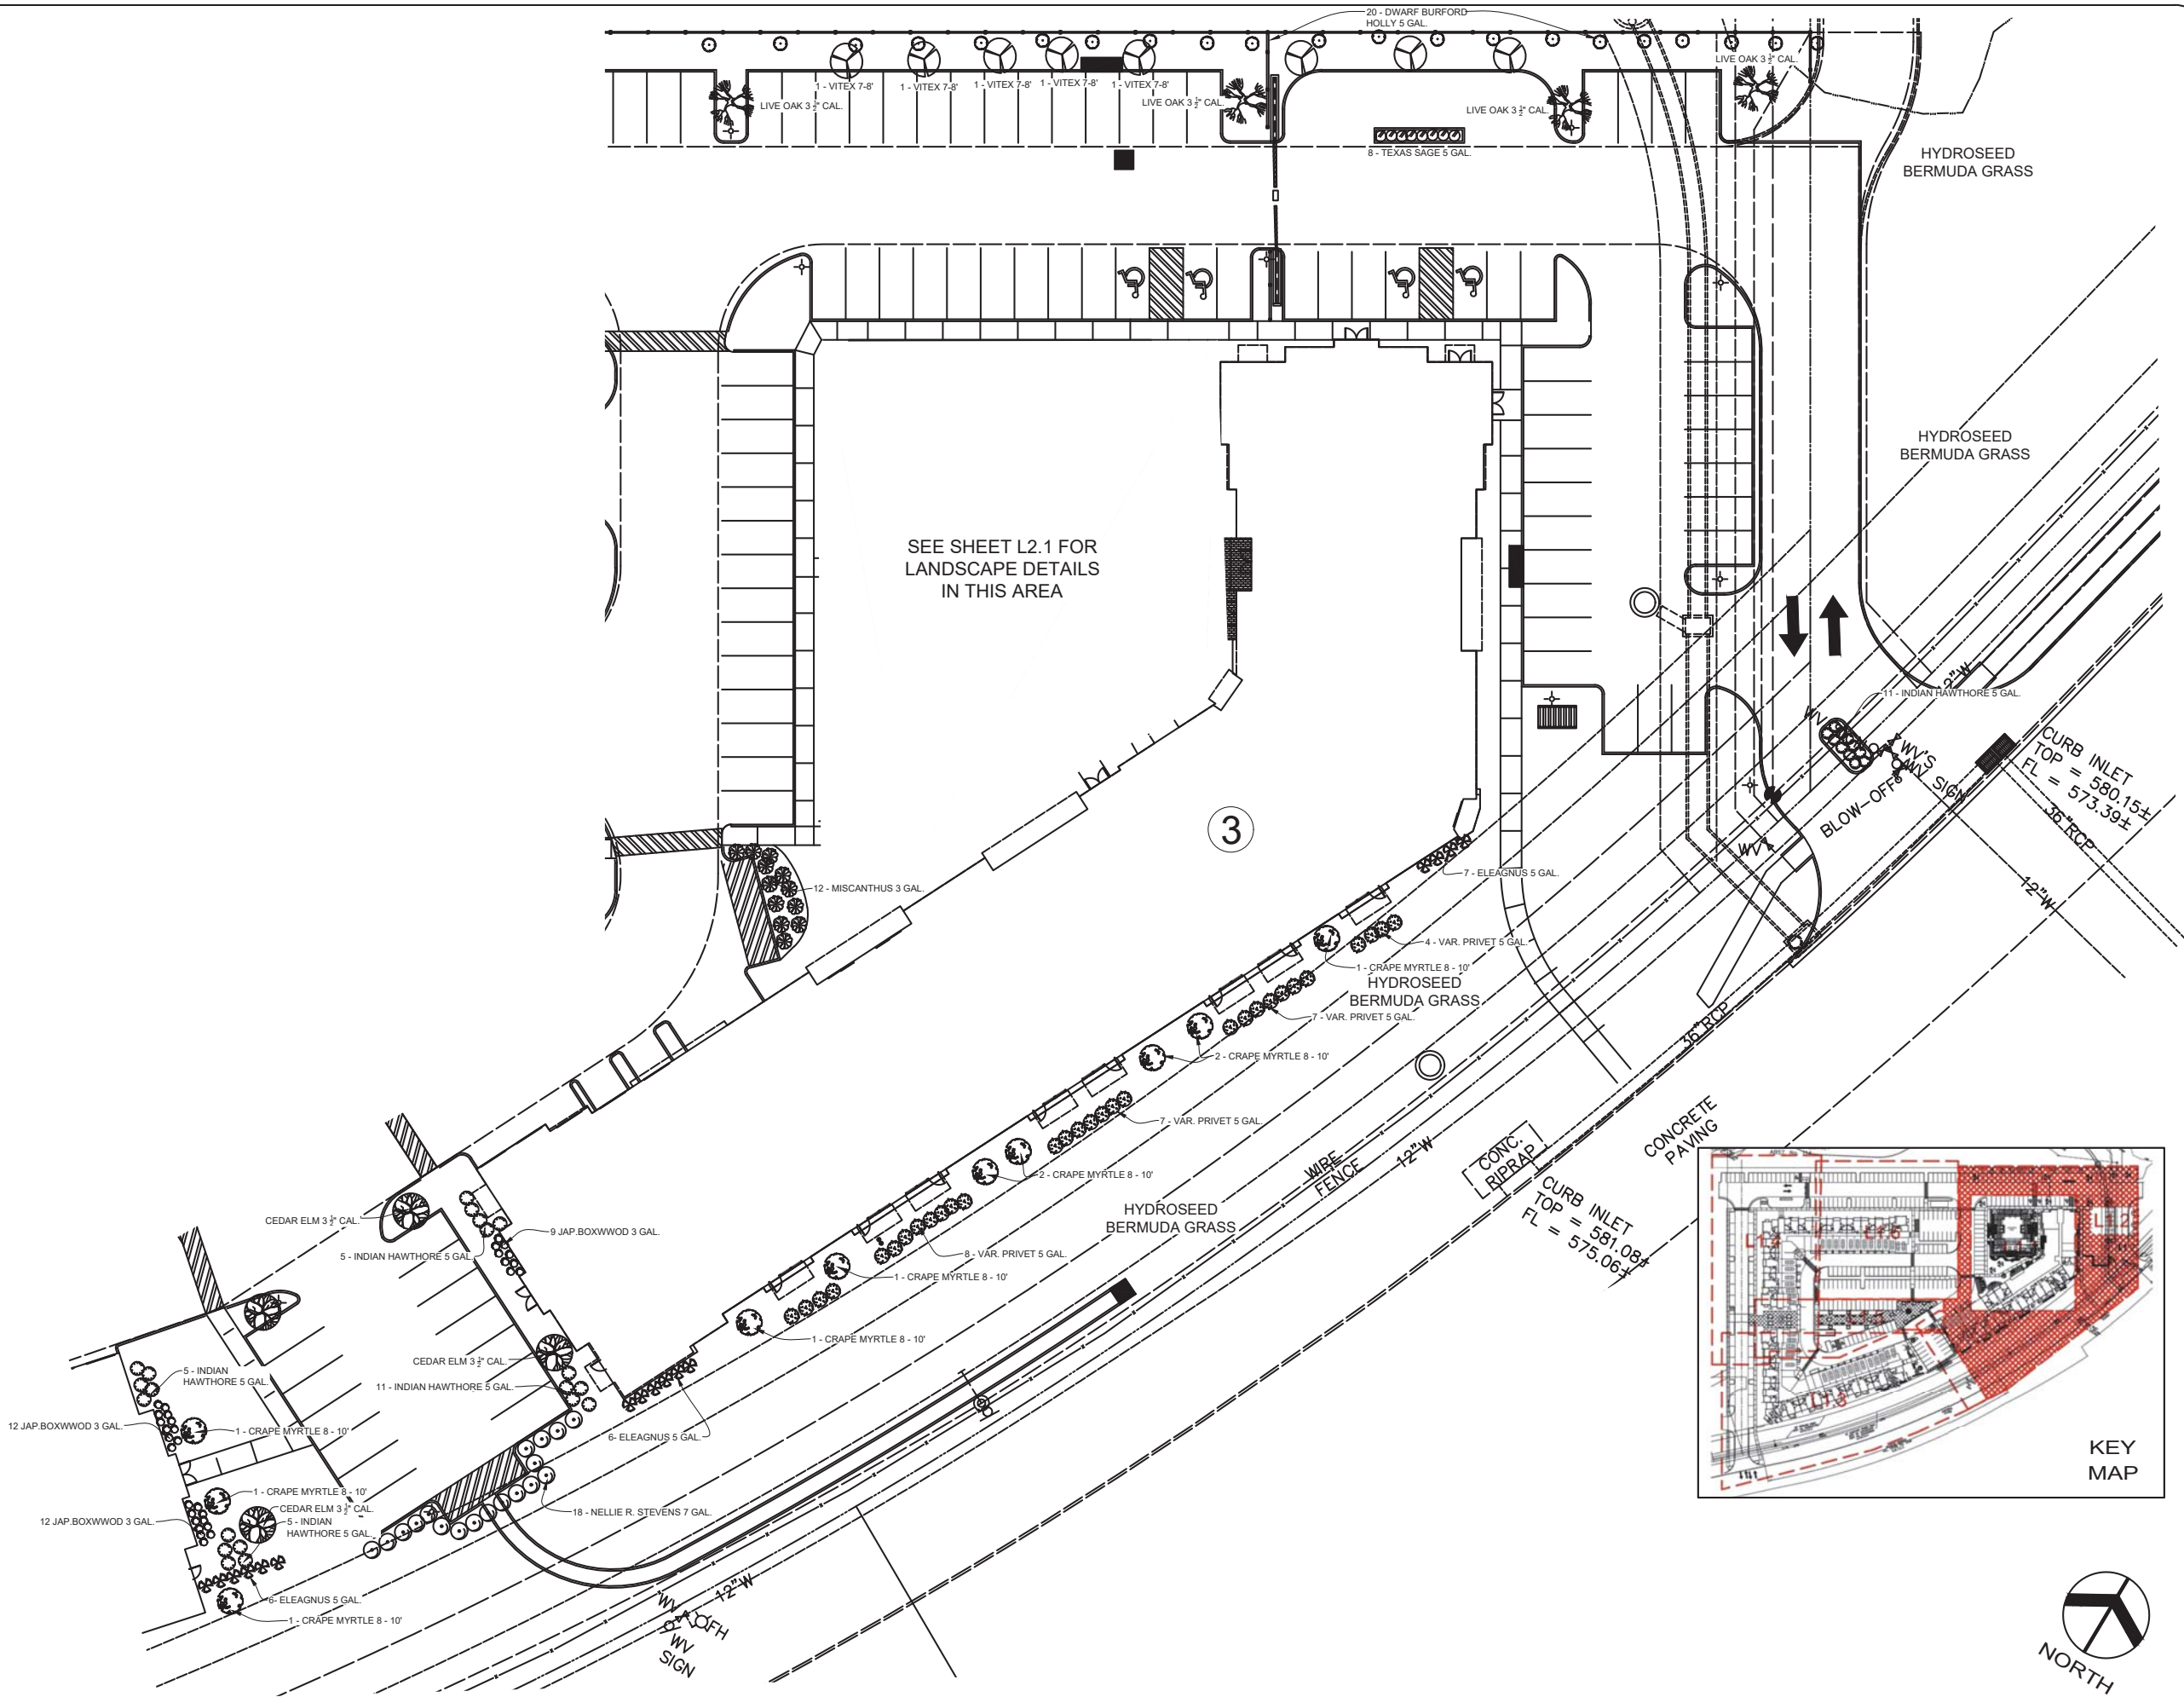 20 - DWARF BURFORD
HOLLY 5 GAL.
LIVE OAK 3 ½" CAL.
1 - VITEX 7-8'
1 - VITEX 7-8'
1 - VITEX 7-8'
1 - VITEX 7-8'
1 - VITEX 7-8'
LIVE OAK 3 ½" CAL.
LIVE OAK 3 ½" CAL.
LIVE OAK 3 ½" CAL.
8 - TEXAS SAGE 5 GAL.
HYDROSEED
BERMUDA GRASS
HYDROSEED
BERMUDA GRASS
SEE SHEET L2.1 FOR
LANDSCAPE DETAILS
IN THIS AREA
12"W
11 - INDIAN HAWTHORE 5 GAL.
WV
WV'S
WV SIGN
BLOW-OFF
WV
CURB INLET
TOP = 580.15±
FL = 573.39±
36"RCP
12"W
3
7 - ELEAGNUS 5 GAL.
12 - MISCANTHUS 3 GAL.
4 - VAR. PRIVET 5 GAL.
1 - CRAPE MYRTLE 8 - 10'
HYDROSEED
BERMUDA GRASS
7 - VAR. PRIVET 5 GAL.
36"RCP
2 - CRAPE MYRTLE 8 - 10'
7 - VAR. PRIVET 5 GAL.
CONCRETE
PAVING
WIRE
FENCE
12"W
CONC.
RIPRAP
CURB INLET
TOP = 581.08±
FL = 575.06±
2 - CRAPE MYRTLE 8 - 10'
HYDROSEED
BERMUDA GRASS
CEDAR ELM 3 ½" CAL.
9 JAP.BOXWWOD 3 GAL.
5 - INDIAN HAWTHORE 5 GAL.
8 - VAR. PRIVET 5 GAL.
1 - CRAPE MYRTLE 8 - 10'
1 - CRAPE MYRTLE 8 - 10'
CEDAR ELM 3 ½" CAL.
5 - INDIAN
HAWTHORE 5 GAL.
11 - INDIAN HAWTHORE 5 GAL.
12 JAP.BOXWWOD 3 GAL.
1 - CRAPE MYRTLE 8 - 10'
6- ELEAGNUS 5 GAL.
1 - CRAPE MYRTLE 8 - 10'
CEDAR ELM 3 ½" CAL.
12 JAP.BOXWWOD 3 GAL.
5 - INDIAN
HAWTHORE 5 GAL.
18 - NELLIE R. STEVENS 7 GAL.
6- ELEAGNUS 5 GAL.
1 - CRAPE MYRTLE 8 - 10'
12"W
WV
FH
WV
SIGN
L1.2
L1.4
L1.6
L1.3
KEY
MAP
NORTH